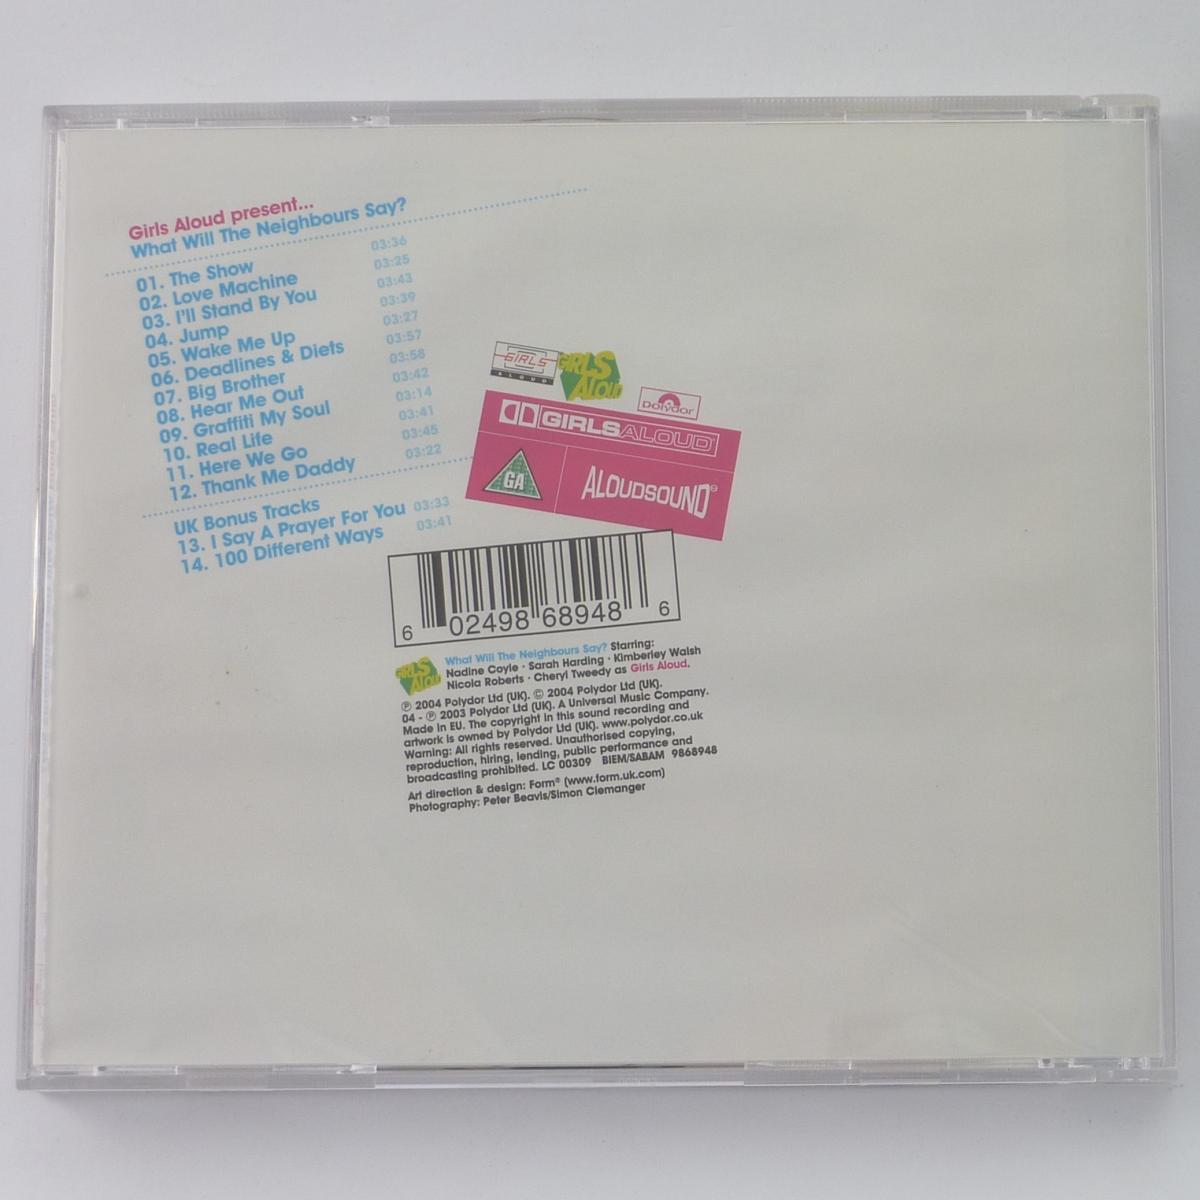 Girls Aloud present...
What Will The Neighbours Say?
01. The Show 03:36
02. Love Machine 03:25
03. I'll Stand By You 03:43
04. Jump 03:39
05. Wake Me Up 03:27
06. Deadlines & Diets 03:57
07. Big Brother 03:58
08. Hear Me Out 03:42
09. Graffiti My Soul 03:14
10. Real Life 03:41
11. Here We Go 03:45
12. Thank Me Daddy 03:22
UK Bonus Tracks
13. I Say A Prayer For You 03:33
14. 100 Different Ways 03:41
GIRLS
ALOUD
GIRLS
ALOUD
Polydor
GIRLSALOUD
GA
ALOUDSOUND
6 02498 68948 6
GIRLS
ALOUD
What Will The Neighbours Say? Starring:
Nadine Coyle · Sarah Harding · Kimberley Walsh
Nicola Roberts · Cheryl Tweedy as Girls Aloud.
℗ 2004 Polydor Ltd (UK). © 2004 Polydor Ltd (UK).
04 - ℗ 2003 Polydor Ltd (UK). A Universal Music Company.
Made in EU. The copyright in this sound recording and
artwork is owned by Polydor Ltd (UK). www.polydor.co.uk
Warning: All rights reserved. Unauthorised copying,
reproduction, hiring, lending, public performance and
broadcasting prohibited. LC 00309 BIEM/SABAM 9868948
Art direction & design: Form® (www.form.uk.com)
Photography: Peter Beavis/Simon Clemanger